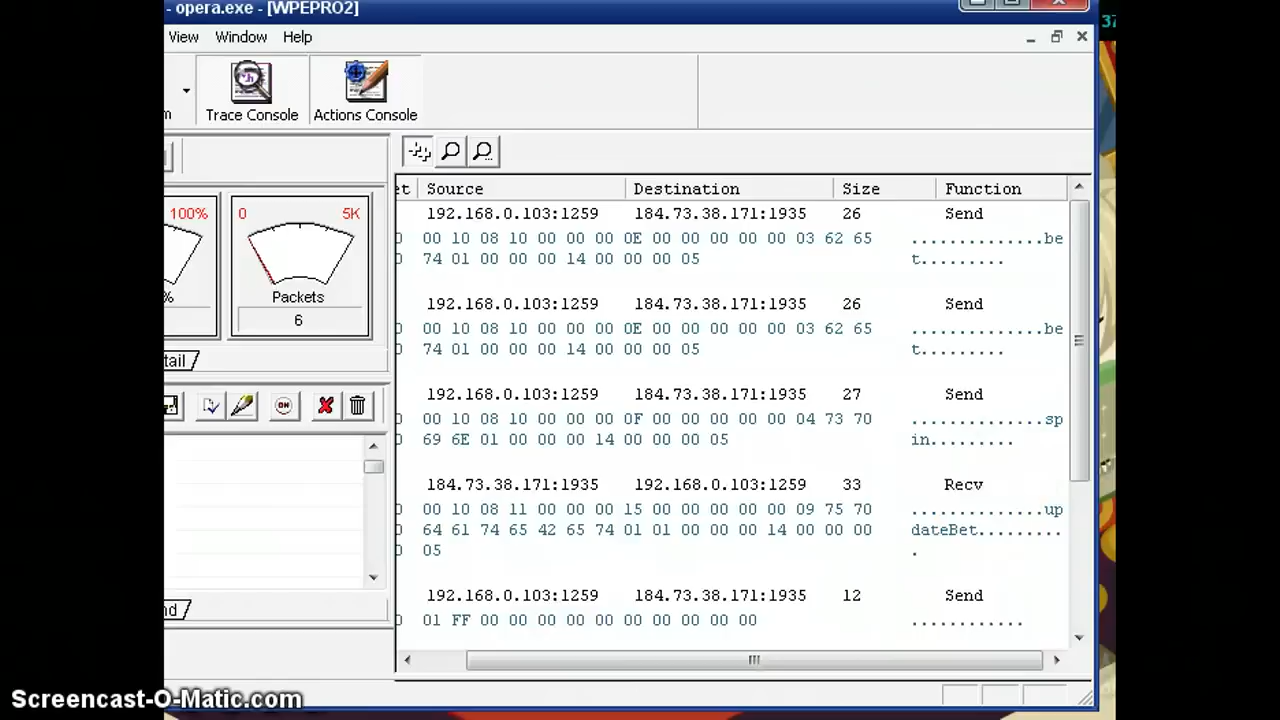 - opera.exe - [WPEPRO2]
View Window Help
Trace Console
Actions Console
100%
0 5K
Packets
6
%
tail
Source Destination Size Function
192.168.0.103:1259 184.73.38.171:1935 26 Send
00 10 08 10 00 00 00 0E 00 00 00 00 00 03 62 65 ..............be
74 01 00 00 00 14 00 00 00 05 t.........
192.168.0.103:1259 184.73.38.171:1935 26 Send
00 10 08 10 00 00 00 0E 00 00 00 00 00 03 62 65 ..............be
74 01 00 00 00 14 00 00 00 05 t.........
192.168.0.103:1259 184.73.38.171:1935 27 Send
00 10 08 10 00 00 00 0F 00 00 00 00 00 04 73 70 ..............sp
69 6E 01 00 00 00 14 00 00 00 05 in.........
184.73.38.171:1935 192.168.0.103:1259 33 Recv
00 10 08 11 00 00 00 15 00 00 00 00 00 09 75 70 ..............up
64 61 74 65 42 65 74 01 01 00 00 00 14 00 00 00 dateBet.........
05 .
192.168.0.103:1259 184.73.38.171:1935 12 Send
01 FF 00 00 00 00 00 00 00 00 00 00 ............
ON
nd
Screencast-O-Matic.com